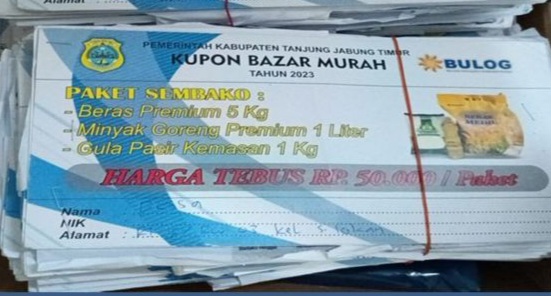 PEMERINTAH KABUPATEN TANJUNG JABUNG TIMUR
KUPON BAZAR MURAH
TAHUN 2023
BULOG
PAKET SEMBAKO :
- Beras Premium 5 Kg
- Minyak Goreng Premium 1 Liter
- Gula Pasir Kemasan 1 Kg
HARGA TEBUS RP. 50.000 / Paket
Nama
NIK
Alamat :